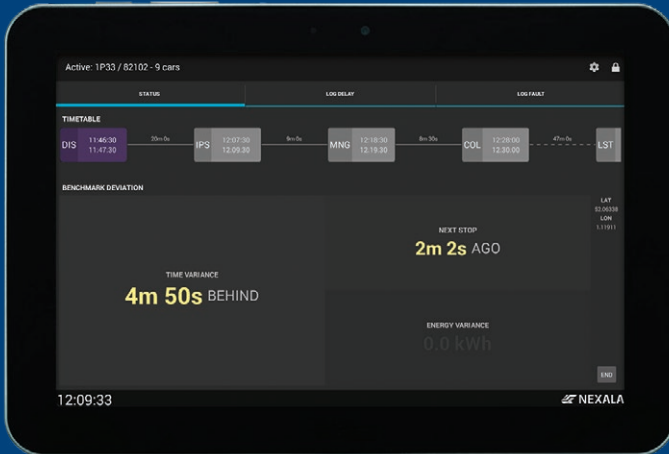 Active: 1P33 / 82102 - 9 cars
STATUS
LOG DELAY
LOG FAULT
TIMETABLE
DIS 11:46:30 11.47.30
20m 0s
IPS 12:07:30 12.09.30
9m 0s
MNG 12:18:30 12.19.30
8m 30s
COL 12:28:00 12.30.00
47m 0s
LST
BENCHMARK DEVIATION
TIME VARIANCE
4m 50s BEHIND
NEXT STOP
2m 2s AGO
ENERGY VARIANCE
0.0 kWh
LAT
52.06338
LON
1.11911
END
12:09:33
NEXALA